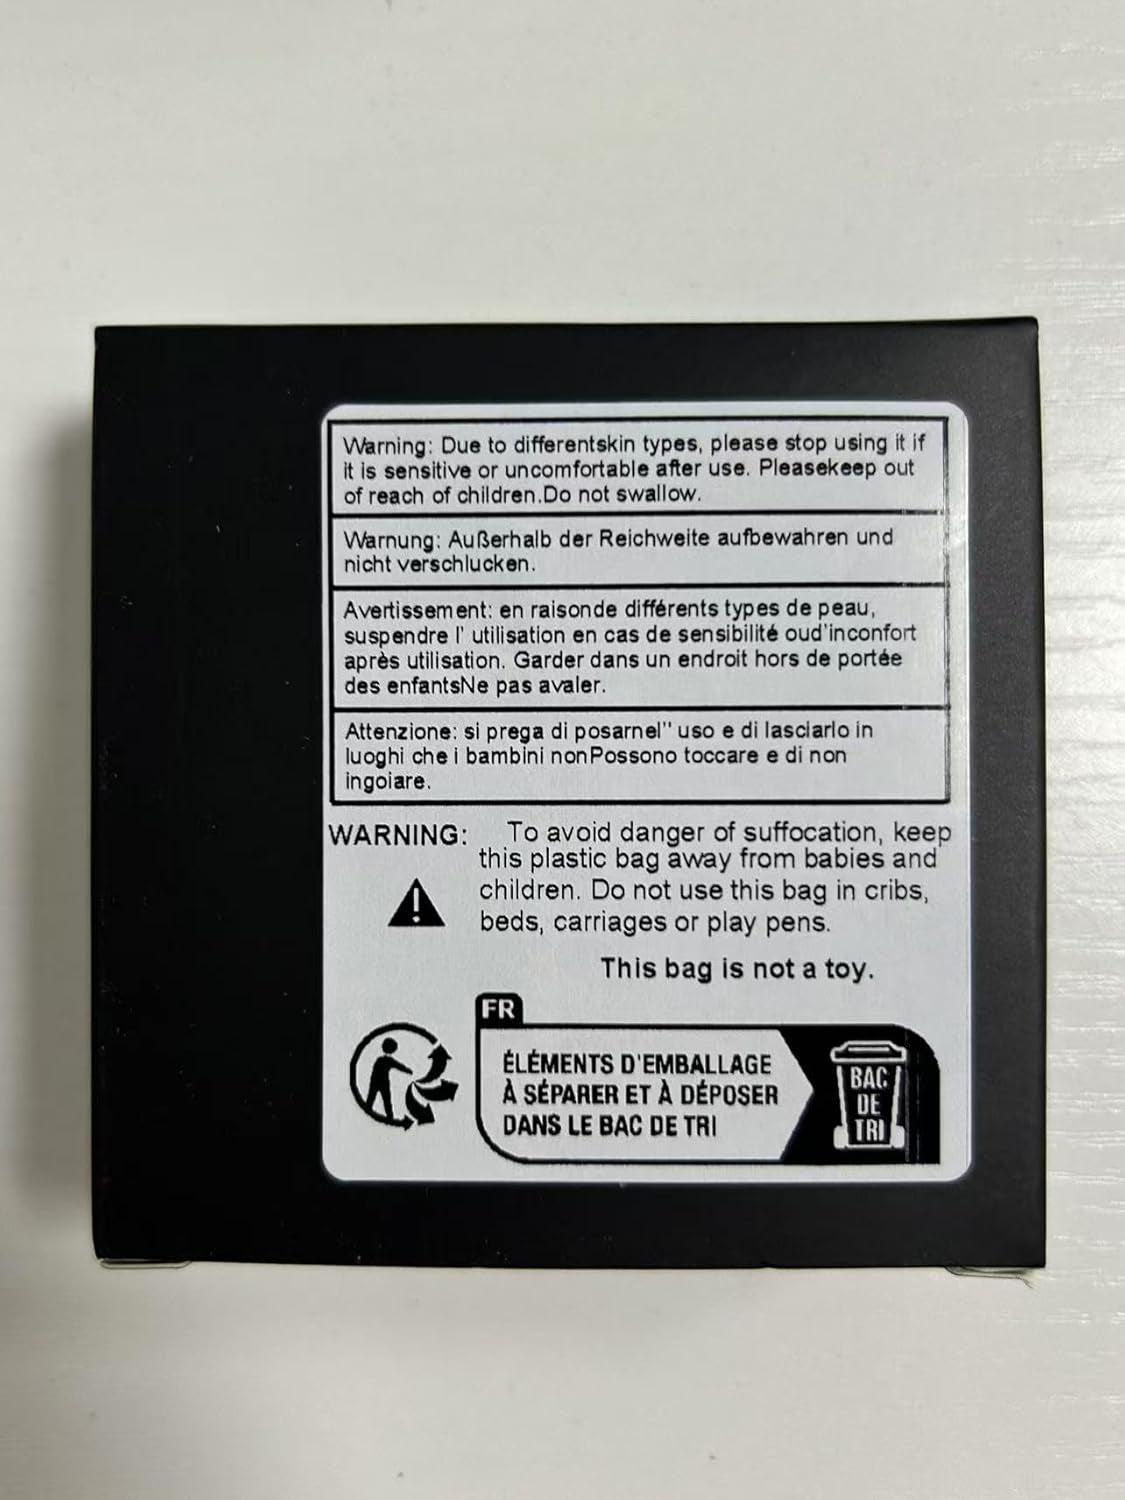 Warning: Due to differentskin types, please stop using it if
it is sensitive or uncomfortable after use. Pleasekeep out
of reach of children.Do not swallow.
Warnung: Außerhalb der Reichweite aufbewahren und
nicht verschlucken.
Avertissement: en raisonde différents types de peau,
suspendre l' utilisation en cas de sensibilité oud'inconfort
après utilisation. Garder dans un endroit hors de portée
des enfantsNe pas avaler.
Attenzione: si prega di posarnel" uso e di lasciarlo in
luoghi che i bambini nonPossono toccare e di non
ingoiare.
WARNING: To avoid danger of suffocation, keep
this plastic bag away from babies and
children. Do not use this bag in cribs,
beds, carriages or play pens.
This bag is not a toy.
FR
ÉLÉMENTS D'EMBALLAGE
À SÉPARER ET À DÉPOSER
DANS LE BAC DE TRI
BAC
DE
TRI